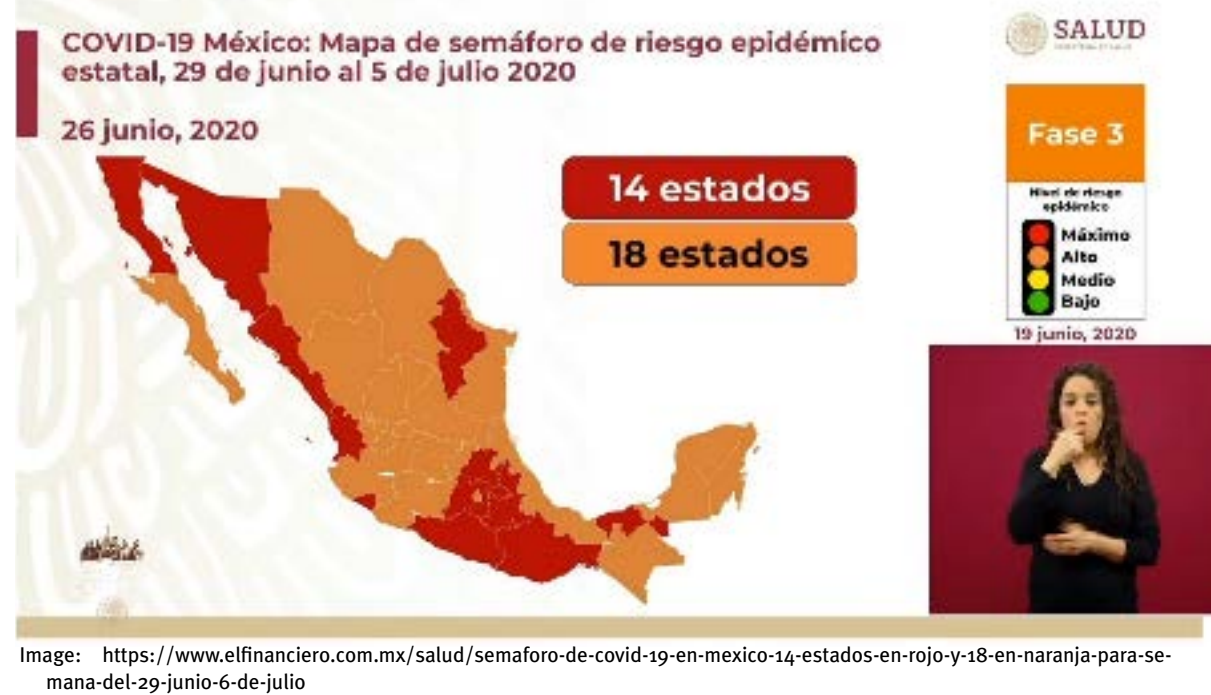 COVID-19 México: Mapa de semáforo de riesgo epidémico
estatal, 29 de junio al 5 de julio 2020
26 junio, 2020
SALUD
Fase 3
14 estados
18 estados
Nivel de riesgo
epidémico
Máximo
Alto
Medio
Bajo
19 junio, 2020
Image: https://www.elfinanciero.com.mx/salud/semaforo-de-covid-19-en-mexico-14-estados-en-rojo-y-18-en-naranja-para-se-
mana-del-29-junio-6-de-julio